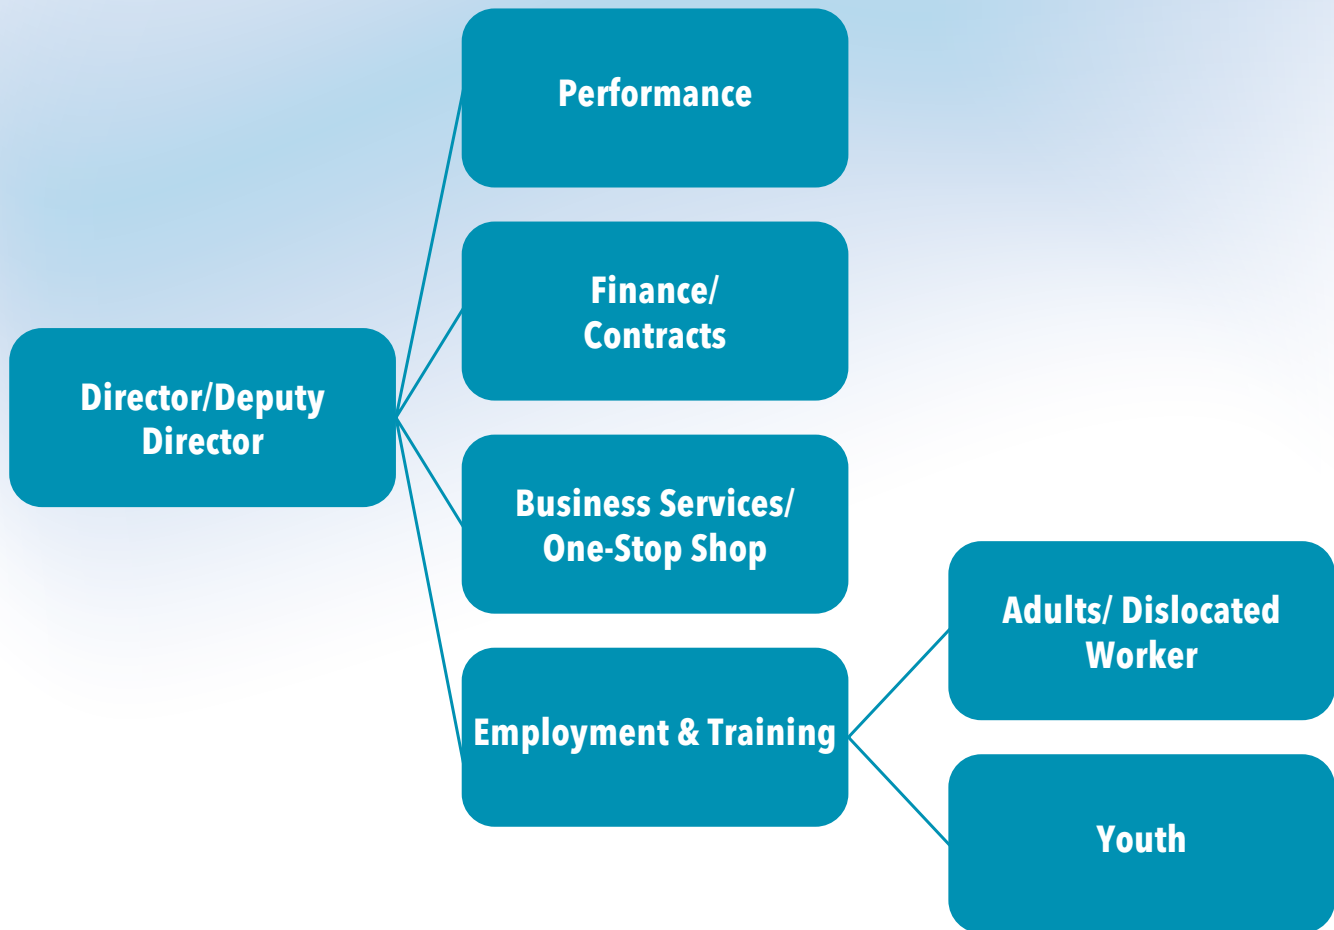 Performance
Finance/
Contracts
Director/Deputy
Director
Business Services/
One-Stop Shop
Employment & Training
Adults/ Dislocated
Worker
Youth